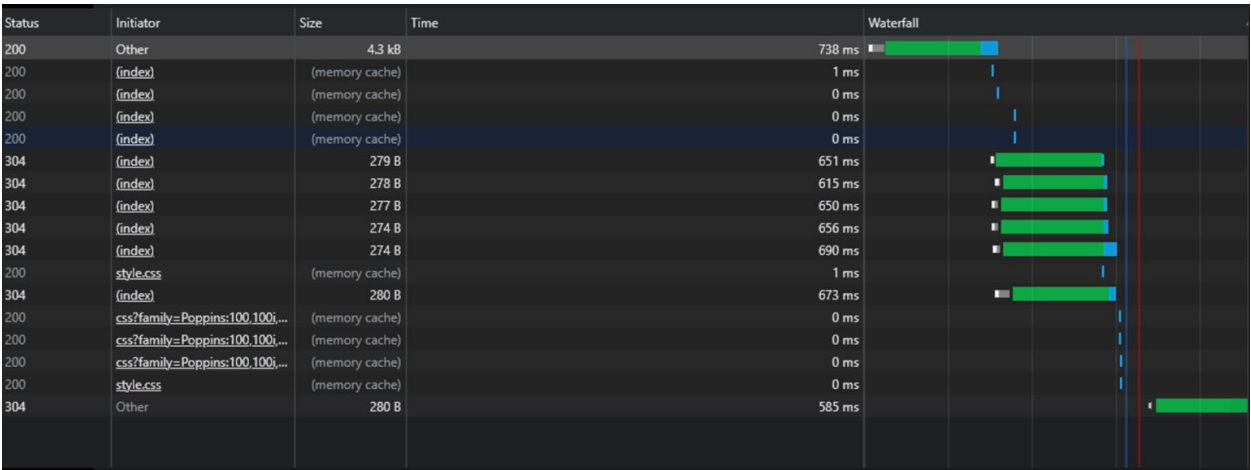 Status Initiator Size Time Waterfall
200 Other 4.3 kB 738 ms
200 (index) (memory cache) 1 ms
200 (index) (memory cache) 0 ms
200 (index) (memory cache) 0 ms
200 (index) (memory cache) 0 ms
304 (index) 279 B 651 ms
304 (index) 278 B 615 ms
304 (index) 277 B 650 ms
304 (index) 274 B 656 ms
304 (index) 274 B 690 ms
200 style.css (memory cache) 1 ms
304 (index) 280 B 673 ms
200 css?family=Poppins:100,100i,... (memory cache) 0 ms
200 css?family=Poppins:100,100i,... (memory cache) 0 ms
200 css?family=Poppins:100,100i,... (memory cache) 0 ms
200 style.css (memory cache) 0 ms
304 Other 280 B 585 ms